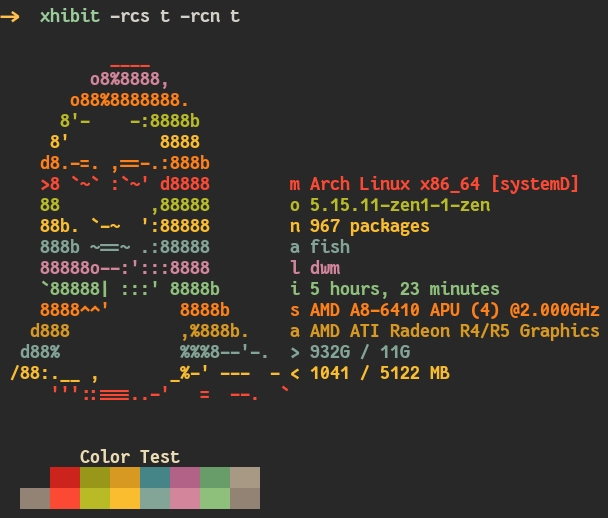 →  xhibit -rcs t -rcn t
          ____
        o8%8888,
      o88%8888888.
     8'-    -:8888b
    8'         8888
   d8.-=. ,==-.:888b
   >8 `~` :`~' d8888        m Arch Linux x86_64 [systemD]
   88         ,88888        o 5.15.11-zen1-1-zen
   88b. `-~  ':88888        n 967 packages
   888b ~==~ .:88888        a fish
   88888o--:':::8888        l dwm
   `88888| :::' 8888b       i 5 hours, 23 minutes
   8888^^'       8888b      s AMD A8-6410 APU (4) @2.000GHz
  d888           ,%888b.    a AMD ATI Radeon R4/R5 Graphics
 d88%            %%%8--'-.  > 932G / 11G
/88:.__ ,       _%-' ---  - < 1041 / 5122 MB
    '''::===..-'   =  --.  `
Color Test